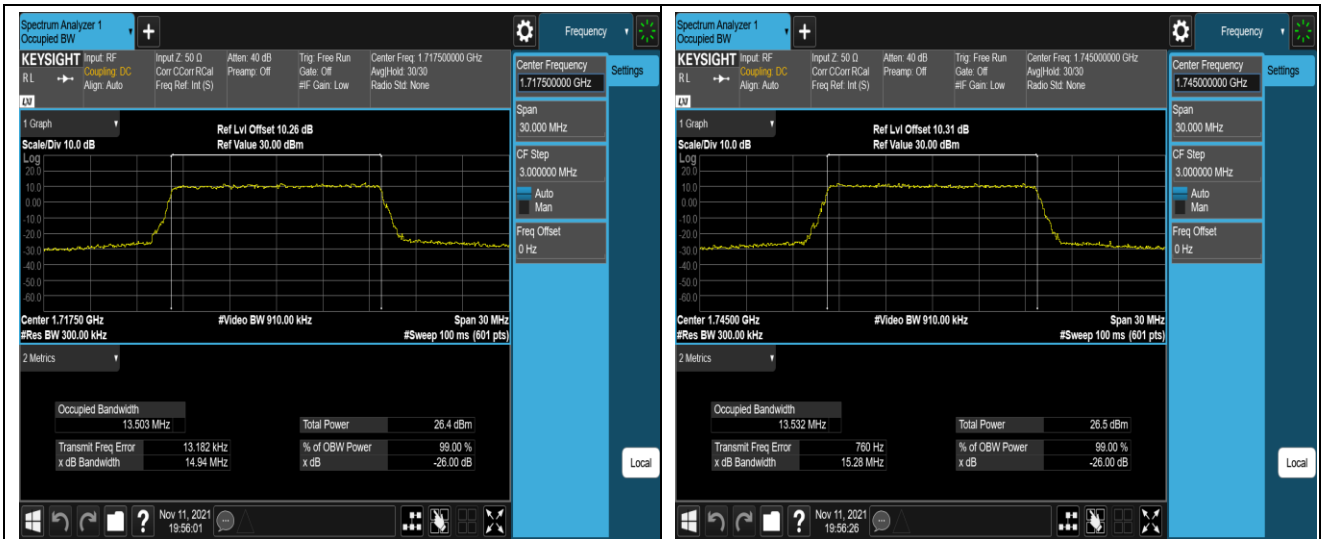 Spectrum Analyzer 1
Occupied BW
+
Frequency
KEYSIGHT Input: RF Input Z: 50 Ω Atten: 40 dB Trig: Free Run Center Freq: 1.717500000 GHz
Coupling: DC Corr CCorr RCal Preamp: Off Gate: Off Avg|Hold: 30/30
RL Align: Auto Freq Ref: Int (S) #IF Gain: Low Radio Std: None
LXI
Center Frequency
1.717500000 GHz
Settings
Span
30.000 MHz
CF Step
3.000000 MHz
Auto
Man
Freq Offset
0 Hz
1 Graph
Ref Lvl Offset 10.26 dB
Scale/Div 10.0 dB Ref Value 30.00 dBm
Log
20.0
10.0
0.00
-10.0
-20.0
-30.0
-40.0
-50.0
-60.0
Center 1.71750 GHz #Video BW 910.00 kHz Span 30 MHz
#Res BW 300.00 kHz #Sweep 100 ms (601 pts)
2 Metrics
Occupied Bandwidth
13.503 MHz
Total Power 26.4 dBm
Transmit Freq Error 13.182 kHz % of OBW Power 99.00 %
x dB Bandwidth 14.94 MHz x dB -26.00 dB
Local
? Nov 11, 2021
19:56:01
Spectrum Analyzer 1
Occupied BW
+
Frequency
KEYSIGHT Input: RF Input Z: 50 Ω Atten: 40 dB Trig: Free Run Center Freq: 1.745000000 GHz
Coupling: DC Corr CCorr RCal Preamp: Off Gate: Off Avg|Hold: 30/30
RL Align: Auto Freq Ref: Int (S) #IF Gain: Low Radio Std: None
LXI
Center Frequency
1.745000000 GHz
Settings
Span
30.000 MHz
CF Step
3.000000 MHz
Auto
Man
Freq Offset
0 Hz
1 Graph
Ref Lvl Offset 10.31 dB
Scale/Div 10.0 dB Ref Value 30.00 dBm
Log
20.0
10.0
0.00
-10.0
-20.0
-30.0
-40.0
-50.0
-60.0
Center 1.74500 GHz #Video BW 910.00 kHz Span 30 MHz
#Res BW 300.00 kHz #Sweep 100 ms (601 pts)
2 Metrics
Occupied Bandwidth
13.532 MHz
Total Power 26.5 dBm
Transmit Freq Error 760 Hz % of OBW Power 99.00 %
x dB Bandwidth 15.28 MHz x dB -26.00 dB
Local
? Nov 11, 2021
19:56:26